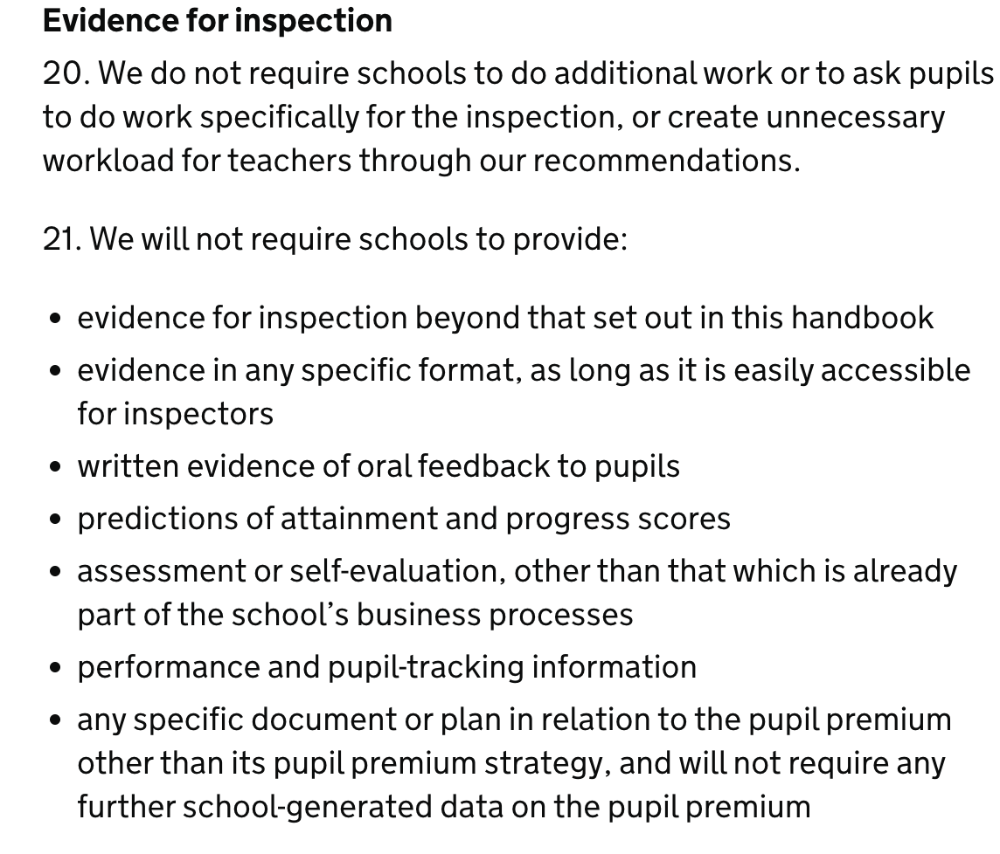 Evidence for inspection
20. We do not require schools to do additional work or to ask pupils
to do work specifically for the inspection, or create unnecessary
workload for teachers through our recommendations.
21. We will not require schools to provide:
• evidence for inspection beyond that set out in this handbook
• evidence in any specific format, as long as it is easily accessible
for inspectors
• written evidence of oral feedback to pupils
• predictions of attainment and progress scores
• assessment or self-evaluation, other than that which is already
part of the school’s business processes
• performance and pupil-tracking information
• any specific document or plan in relation to the pupil premium
other than its pupil premium strategy, and will not require any
further school-generated data on the pupil premium